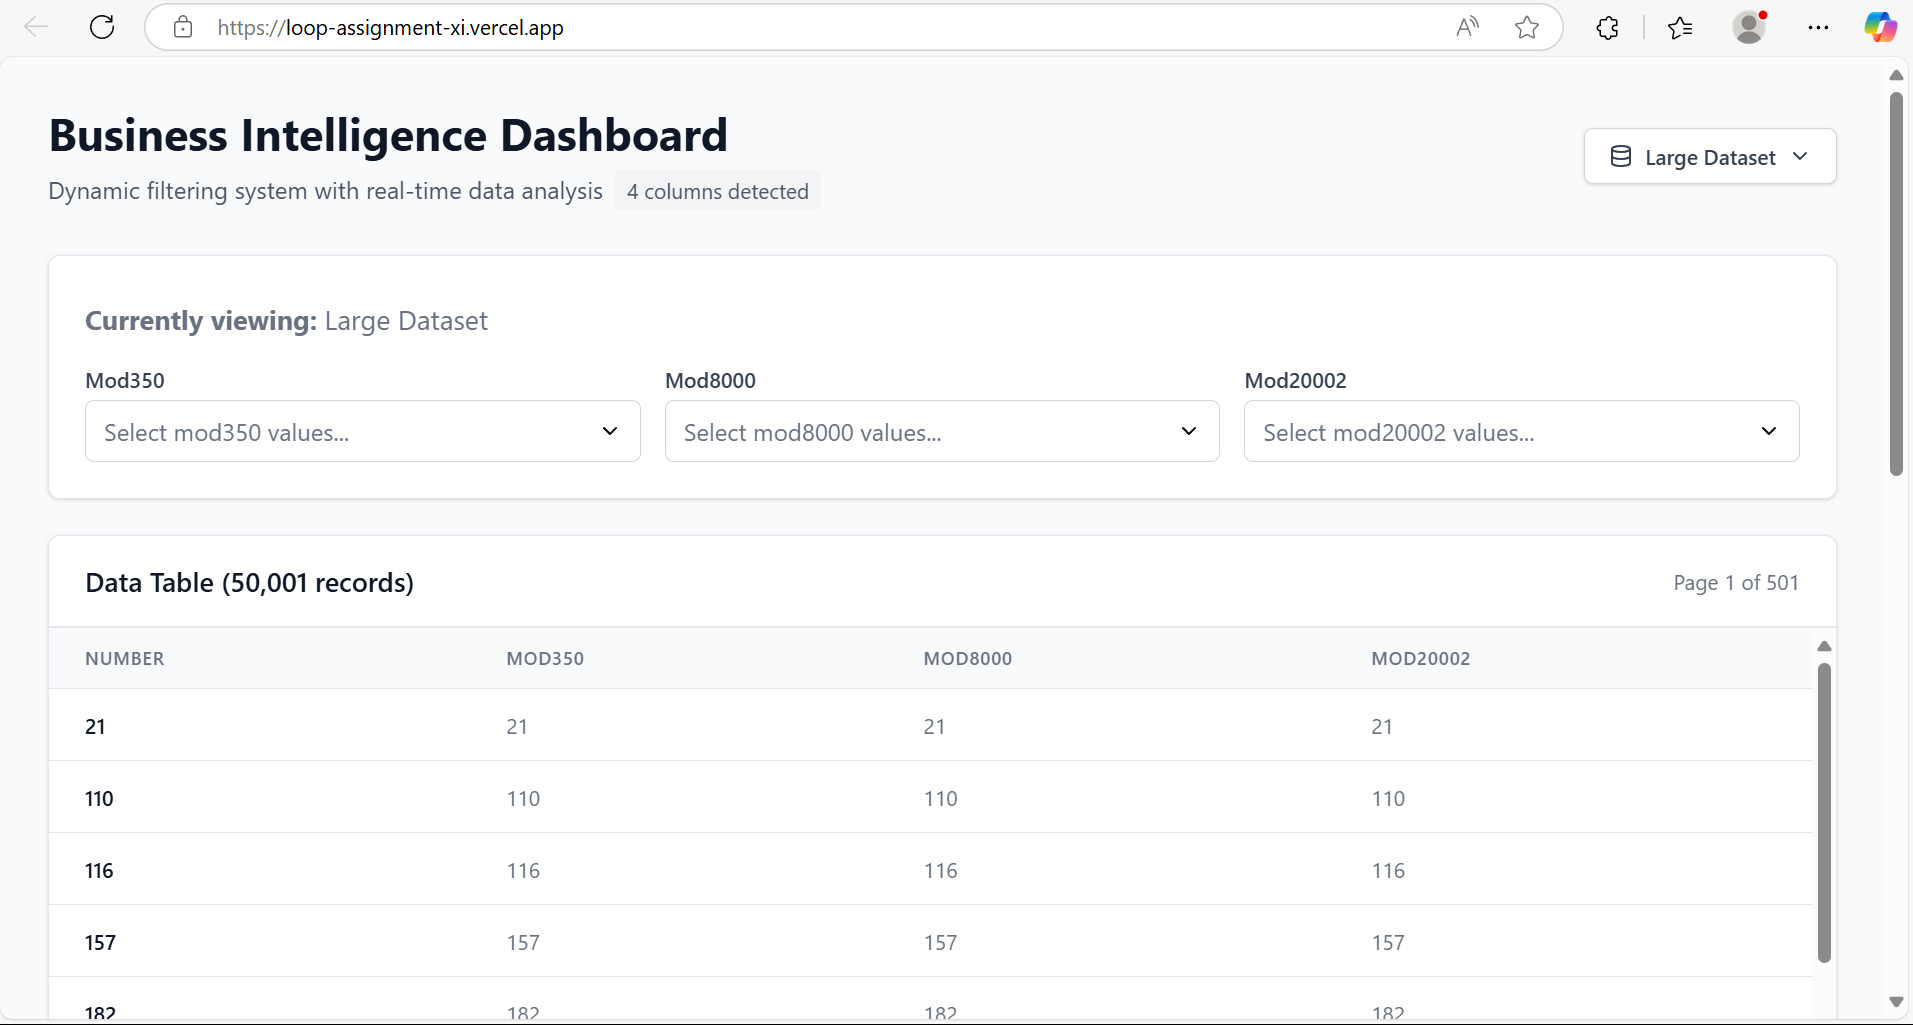 https://loop-assignment-xi.vercel.app
Business Intelligence Dashboard
Large Dataset
Dynamic filtering system with real-time data analysis 4 columns detected
Currently viewing: Large Dataset
Mod350 Mod8000 Mod20002
Select mod350 values... Select mod8000 values... Select mod20002 values...
Data Table (50,001 records) Page 1 of 501
NUMBER MOD350 MOD8000 MOD20002
21 21 21 21
110 110 110 110
116 116 116 116
157 157 157 157
182 182 182 182